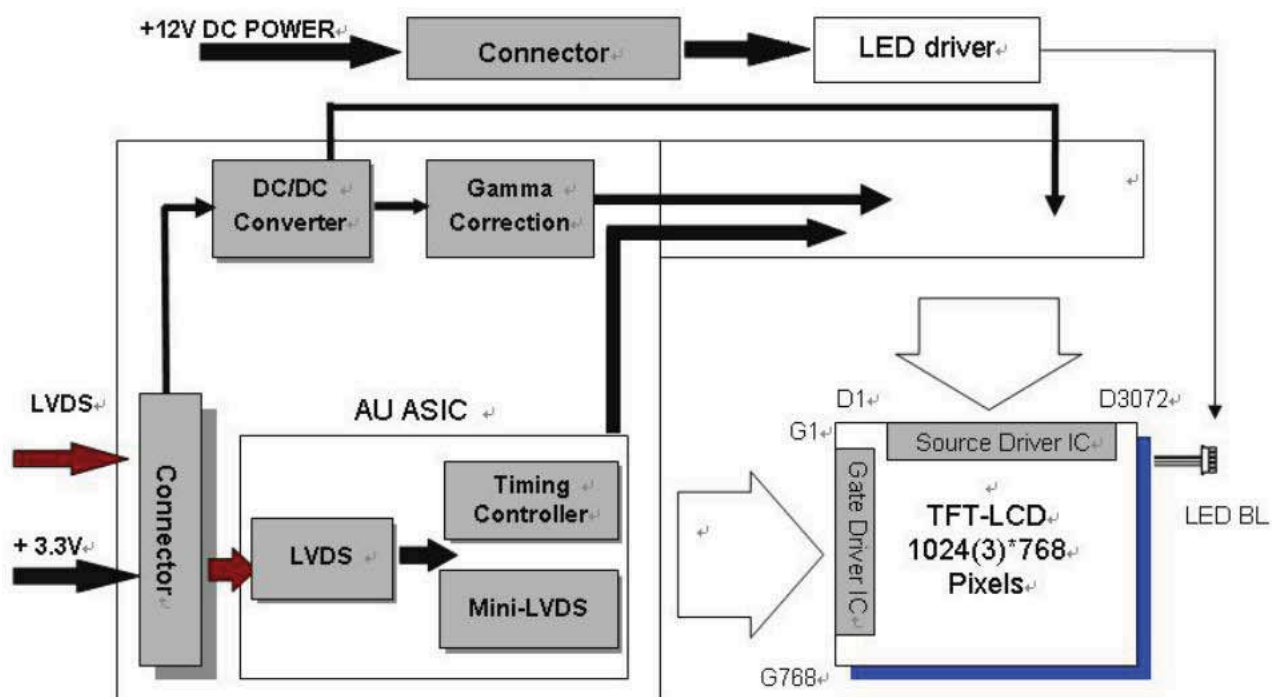 +12V DC POWER↵
Connector↵
LED driver↵
DC/DC ↵
Converter↵
Gamma ↵
Correction↵
↵
LVDS↵
+ 3.3V↵
Connector↵
AU ASIC ↵
LVDS↵
Timing ↵
Controller↵
Mini-LVDS↵
D1↵
D3072↵
G1↵
Source Driver IC↵
Gate Driver IC↵
↵
↵
TFT-LCD↵
1024(3)*768↵
Pixels↵
LED BL
G768↵